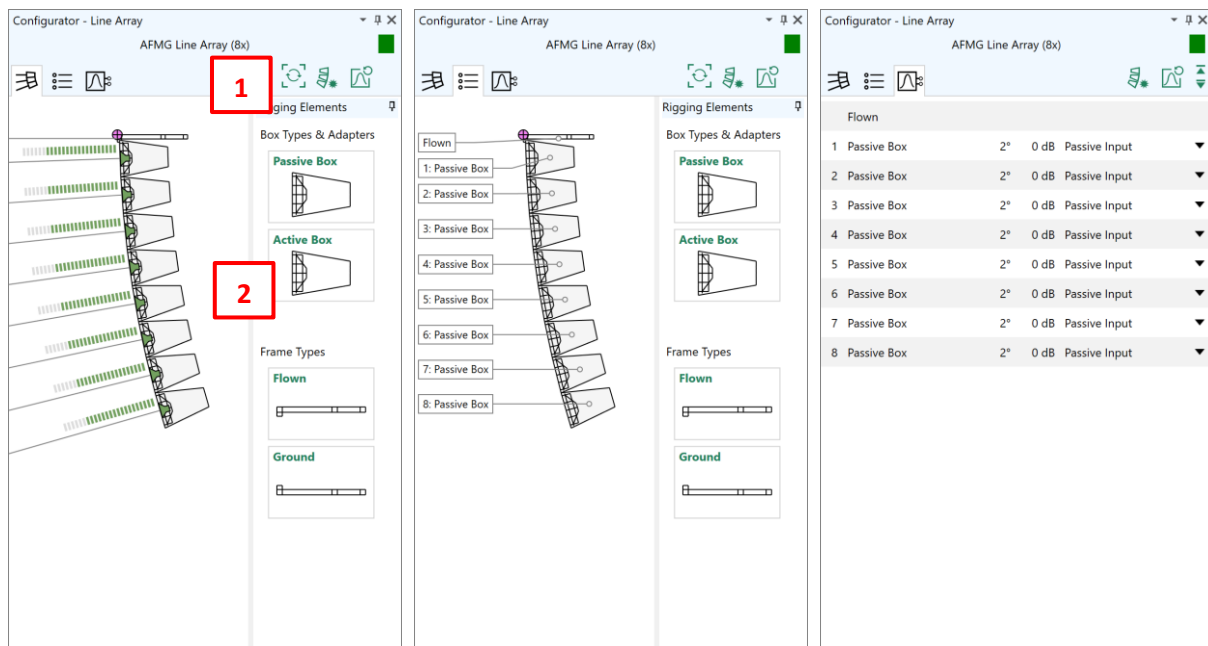 Configurator - Line Array
AFMG Line Array (8x)
1
ging Elements
Box Types & Adapters
Passive Box
Active Box
2
Frame Types
Flown
Ground
Configurator - Line Array
AFMG Line Array (8x)
Rigging Elements
Flown
1: Passive Box
2: Passive Box
3: Passive Box
4: Passive Box
5: Passive Box
6: Passive Box
7: Passive Box
8: Passive Box
Box Types & Adapters
Passive Box
Active Box
Frame Types
Flown
Ground
Configurator - Line Array
AFMG Line Array (8x)
Flown
1 Passive Box 2° 0 dB Passive Input
2 Passive Box 2° 0 dB Passive Input
3 Passive Box 2° 0 dB Passive Input
4 Passive Box 2° 0 dB Passive Input
5 Passive Box 2° 0 dB Passive Input
6 Passive Box 2° 0 dB Passive Input
7 Passive Box 2° 0 dB Passive Input
8 Passive Box 2° 0 dB Passive Input